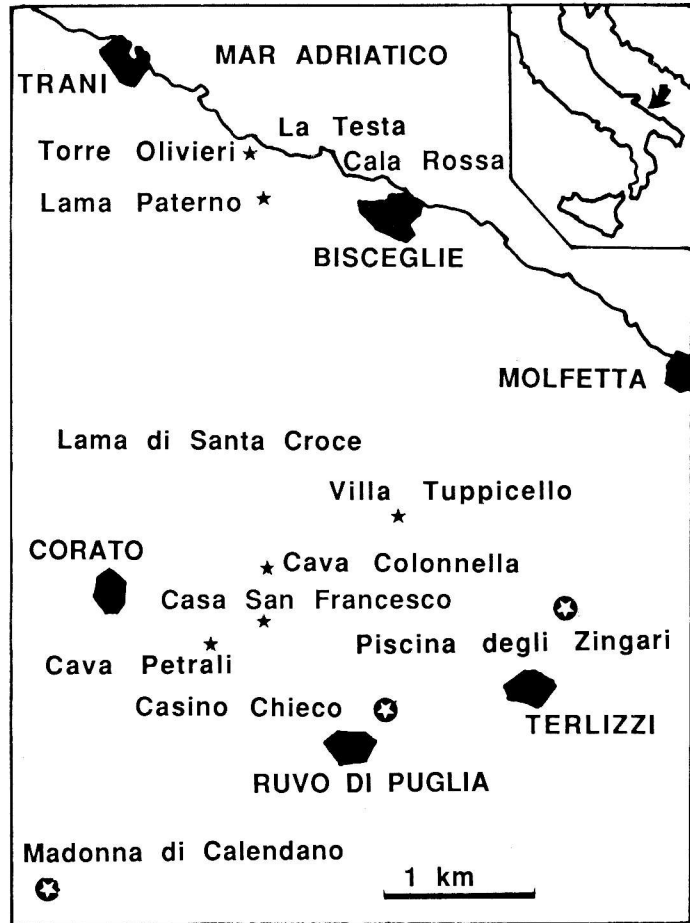 MAR ADRIATICO
TRANI
La Testa
Torre Olivieri
Cala Rossa
Lama Paterno
BISCEGLIE
MOLFETTA
Lama di Santa Croce
Villa Tuppicello
CORATO
Cava Colonnella
Casa San Francesco
Piscina degli Zingari
Cava Petrali
Casino Chieco
TERLIZZI
RUVO DI PUGLIA
Madonna di Calendano
1 km